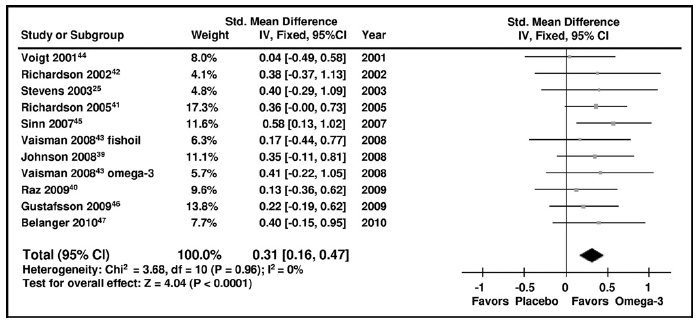 Std. Mean Difference Std. Mean Difference
Study or Subgroup Weight IV, Fixed, 95%CI Year IV, Fixed, 95% CI
Voigt 2001⁴⁴ 8.0% 0.04 [-0.49, 0.58] 2001
Richardson 2002⁴² 4.1% 0.38 [-0.37, 1.13] 2002
Stevens 2003²⁵ 4.8% 0.40 [-0.29, 1.09] 2003
Richardson 2005⁴¹ 17.3% 0.36 [-0.00, 0.73] 2005
Sinn 2007⁴⁵ 11.6% 0.58 [0.13, 1.02] 2007
Vaisman 2008⁴³ fishoil 6.3% 0.17 [-0.44, 0.77] 2008
Johnson 2008³⁹ 11.1% 0.35 [-0.11, 0.81] 2008
Vaisman 2008⁴³ omega-3 5.7% 0.41 [-0.22, 1.05] 2008
Raz 2009⁴⁰ 9.6% 0.13 [-0.36, 0.62] 2009
Gustafsson 2009⁴⁶ 13.8% 0.22 [-0.19, 0.62] 2009
Belanger 2010⁴⁷ 7.7% 0.40 [-0.15, 0.95] 2010
Total (95% CI) 100.0% 0.31 [0.16, 0.47]
Heterogeneity: Chi² = 3.68, df = 10 (P = 0.96); I² = 0%
Test for overall effect: Z = 4.04 (P < 0.0001)
-1 -0.5 0 0.5 1
Favors Placebo Favors Omega-3